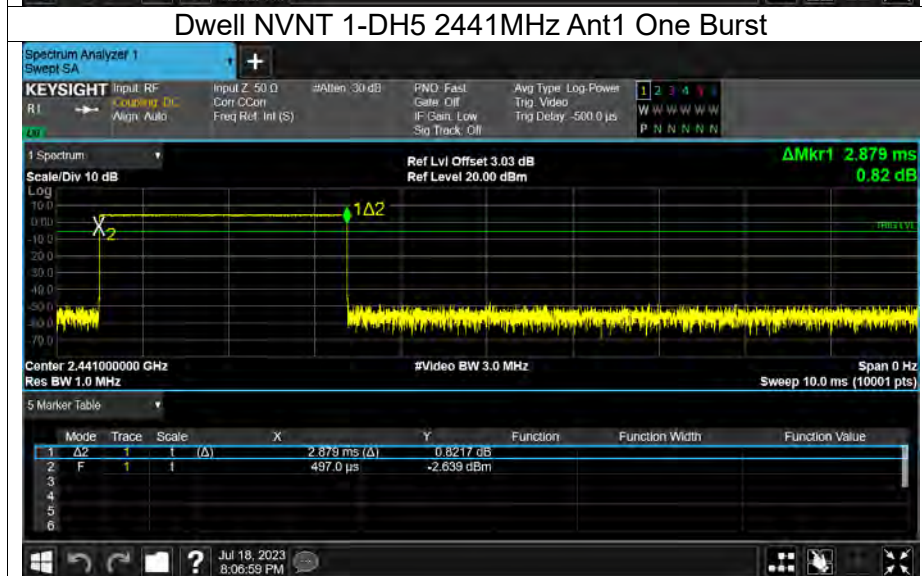 Dwell NVNT 1-DH5 2441MHz Ant1 One Burst
Spectrum Analyzer 1
Swept SA
+
KEYSIGHT Input: RF Input Z: 50 Ω #Atten: 30 dB PNO: Fast Avg Type: Log-Power 1 2 3 4 5 6
Coupling: DC Corr CCorr Gate: Off Trig: Video W W W W W W
Align: Auto Freq Ref: Int (S) IF Gain: Low Trig Delay: -500.0 µs
Sig Track: Off P N N N N N
1 Spectrum
Ref Lvl Offset 3.03 dB ΔMkr1 2.879 ms
Scale/Div 10 dB Ref Level 20.00 dBm 0.82 dB
Log
10.0
0.00
-10.0
-20.0
-30.0
-40.0
-50.0
-60.0
-70.0
1Δ2
2
TRIG LVL
Center 2.441000000 GHz #Video BW 3.0 MHz Span 0 Hz
Res BW 1.0 MHz Sweep 10.0 ms (10001 pts)
5 Marker Table
Mode Trace Scale X Y Function Function Width Function Value
1 Δ2 1 t (Δ) 2.879 ms (Δ) 0.8217 dB
2 F 1 t 497.0 µs -2.639 dBm
3
4
5
6
? Jul 18, 2023
8:06:59 PM